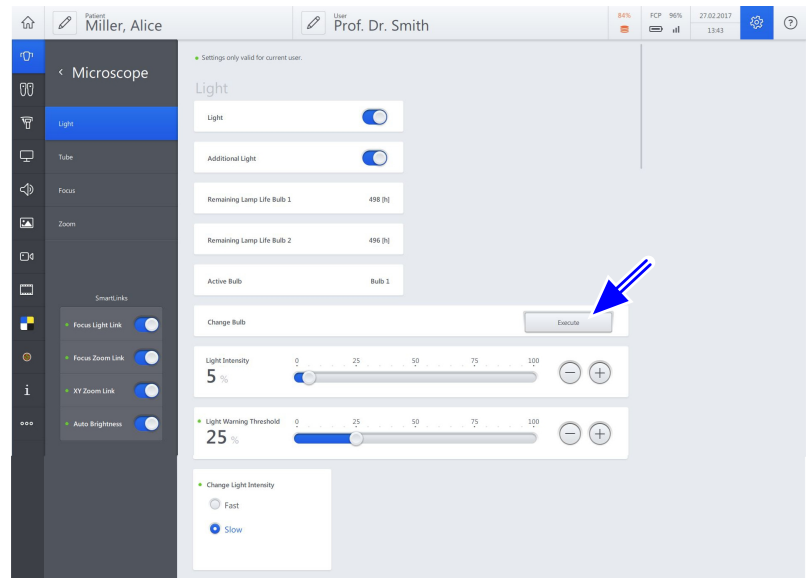 Patient
Miller, Alice
User
Prof. Dr. Smith
84%
FCP 96%
27.02.2017
13:43
?
< Microscope
Light
Tube
Focus
Zoom
SmartLinks
Focus Light Link
Focus Zoom Link
XY Zoom Link
Auto Brightness
i
Settings only valid for current user.
Light
Light
Additional Light
Remaining Lamp Life Bulb 1 498 [h]
Remaining Lamp Life Bulb 2 496 [h]
Active Bulb Bulb 1
Change Bulb Execute
Light Intensity 0 25 50 75 100
5 %
Light Warning Threshold 0 25 50 75 100
25 %
Change Light Intensity
Fast
Slow